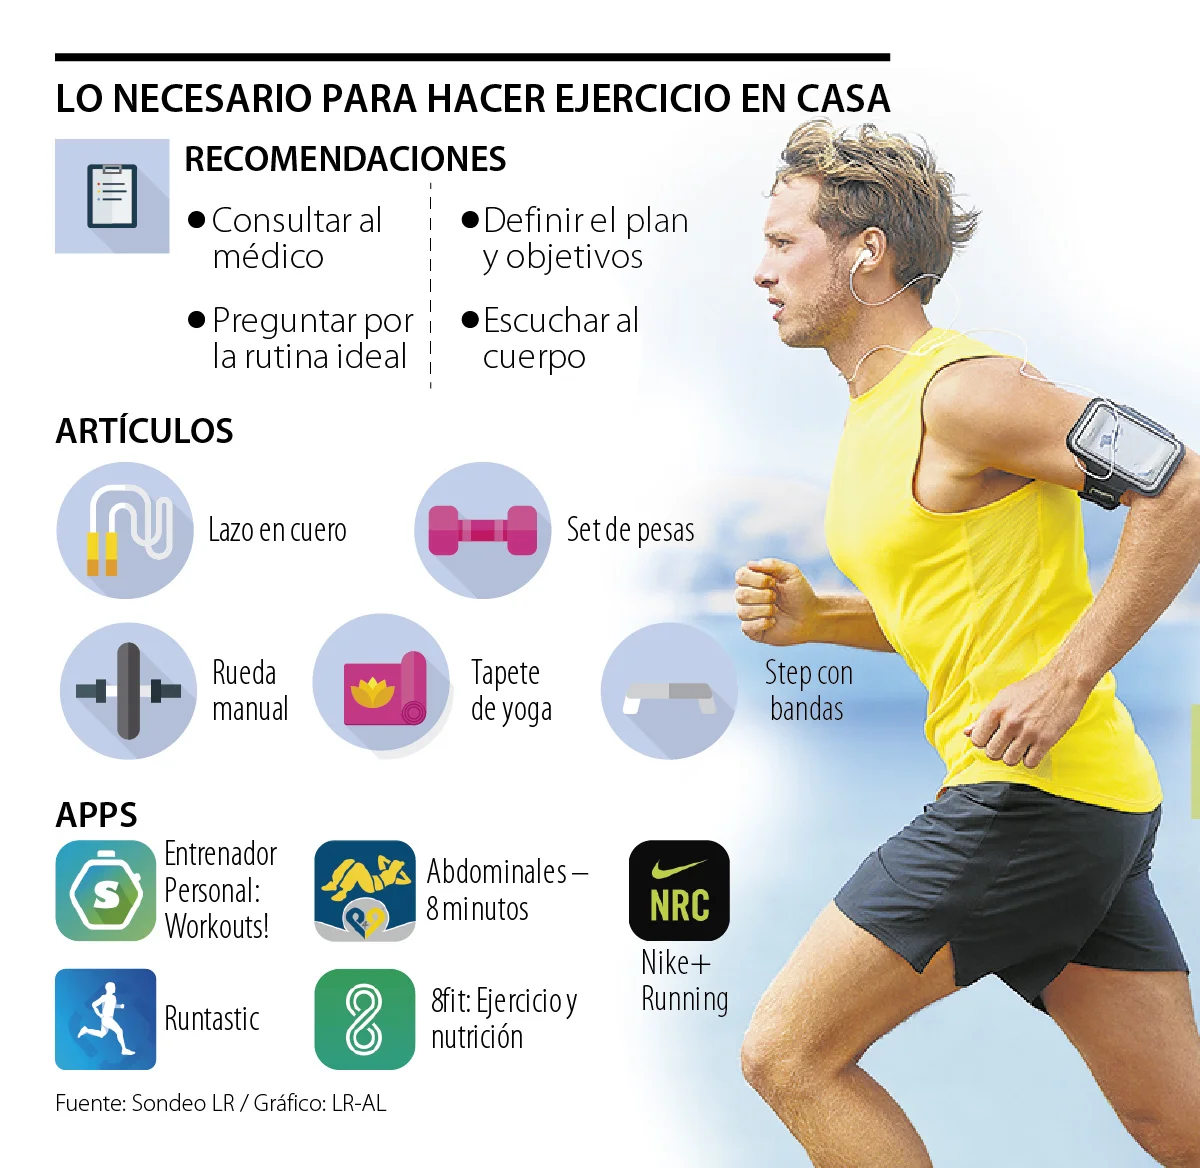 LO NECESARIO PARA HACER EJERCICIO EN CASA
RECOMENDACIONES
● Consultar al
médico
● Preguntar por
la rutina ideal
● Definir el plan
y objetivos
● Escuchar al
cuerpo
ARTÍCULOS
Lazo en cuero
Set de pesas
Rueda
manual
Tapete
de yoga
Step con
bandas
APPS
S
Entrenador
Personal:
Workouts!
Abdominales –
8 minutos
NRC
Nike+
Running
Runtastic
8fit: Ejercicio y
nutrición
Fuente: Sondeo LR / Gráfico: LR-AL